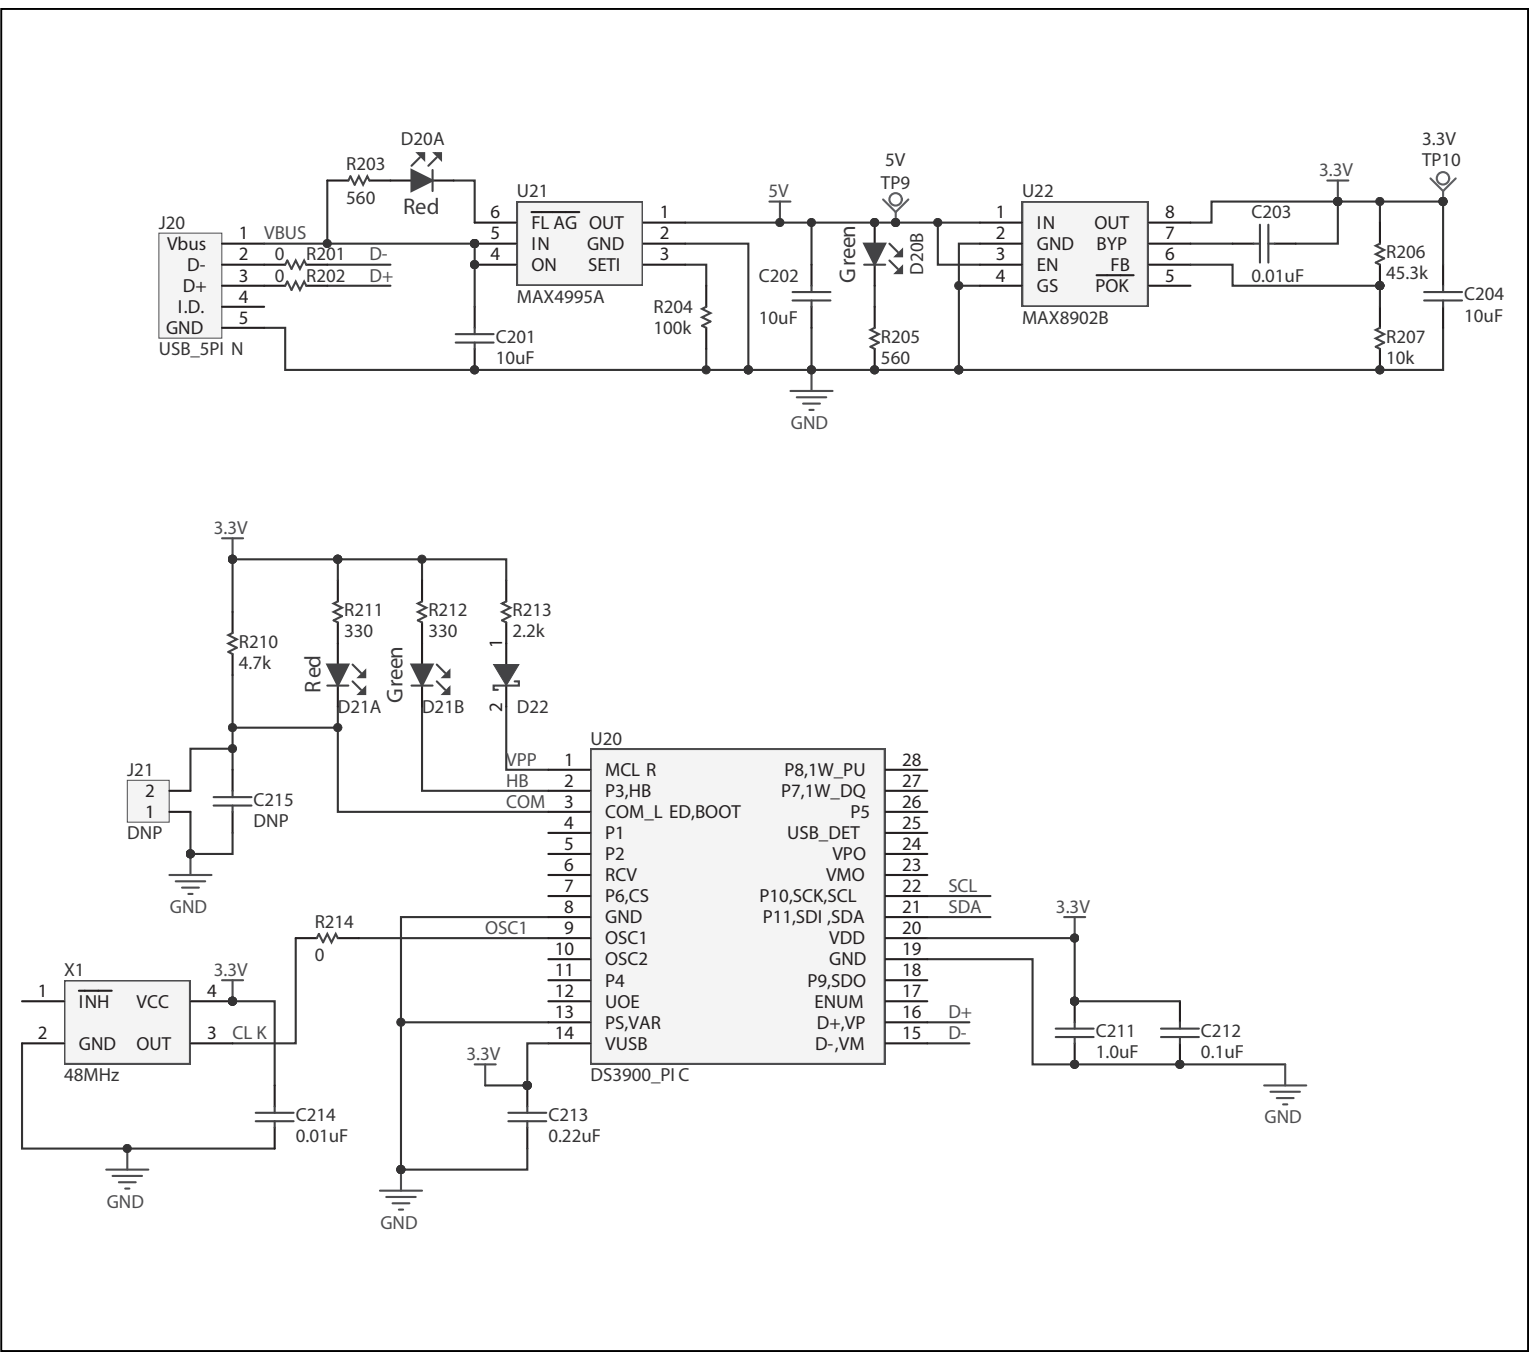 D20A
R203
560
Red
J20
Vbus 1 VBUS
D- 2 0 R201 D-
D+ 3 0 R202 D+
I.D. 4
GND 5
USB_5PI N
U21
6 FL AG OUT 1
5 IN GND 2
4 ON SETI 3
MAX4995A
C201
10uF
R204
100k
5V
C202
10uF
5V
TP9
Green
D20B
R205
560
GND
U22
1 IN OUT 8
2 GND BYP 7
3 EN FB 6
4 GS POK 5
MAX8902B
C203
0.01uF
3.3V
3.3V
TP10
R206
45.3k
R207
10k
C204
10uF
3.3V
R210
4.7k
R211
330
Red
D21A
R212
330
Green
D21B
R213
2.2k
1
2
D22
J21
2
1
DNP
C215
DNP
GND
U20
VPP 1 MCL R P8,1W_PU 28
HB 2 P3,HB P7,1W_DQ 27
COM 3 COM_L ED,BOOT P5 26
4 P1 USB_DET 25
5 P2 VPO 24
6 RCV VMO 23
7 P6,CS P10,SCK,SCL 22 SCL
8 GND P11,SDI ,SDA 21 SDA
OSC1 9 OSC1 VDD 20
10 OSC2 GND 19
11 P4 P9,SDO 18
12 UOE ENUM 17
13 PS,VAR D+,VP 16 D+
14 VUSB D-,VM 15 D-
DS3900_PI C
R214
0
X1
1 INH VCC 4
2 GND OUT 3 CL K
48MHz
3.3V
C214
0.01uF
GND
3.3V
C213
0.22uF
GND
3.3V
C211
1.0uF
C212
0.1uF
GND